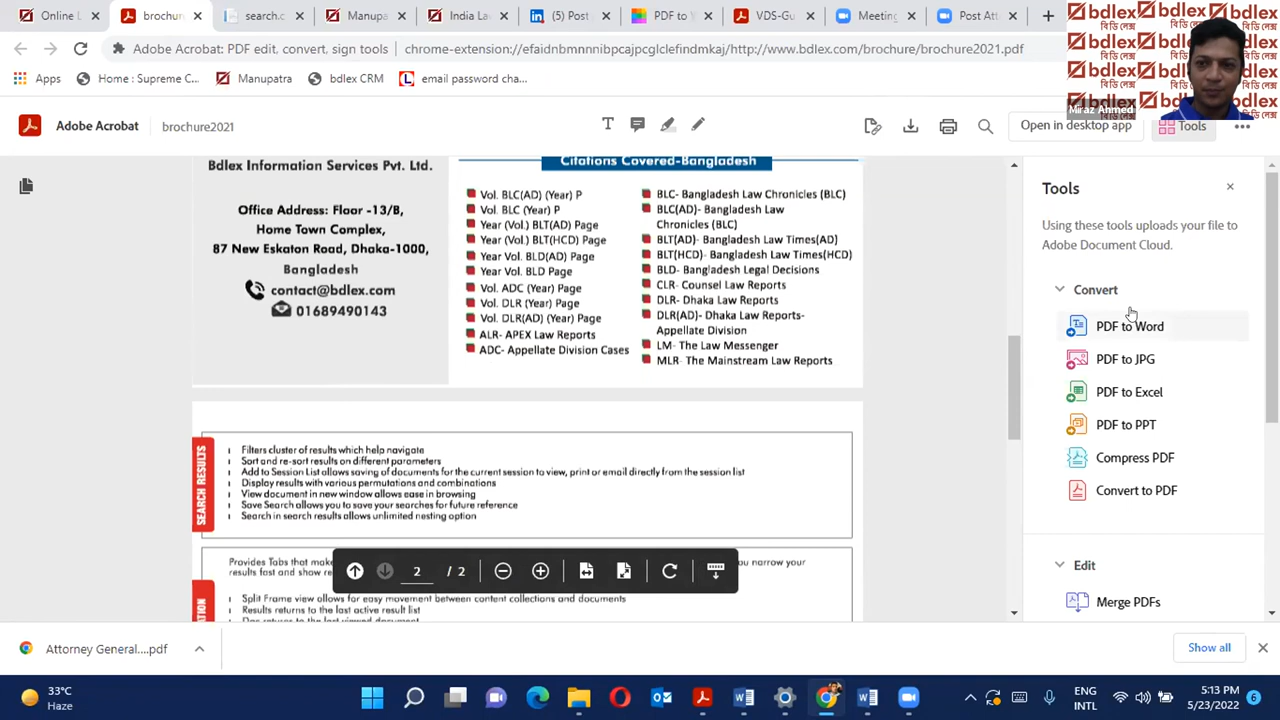 Online L
brochur
search.c
Manupa
India La
(5) Post
PDF to W
VDS-Gu
Meeting
Post Att
Adobe Acrobat: PDF edit, convert, sign tools
chrome-extension://efaidnbmnnnibpcajpcglclefindmkaj/http://www.bdlex.com/brochure/brochure2021.pdf
Apps
Home : Supreme C...
Manupatra
bdlex CRM
email password cha...
bdlex
বিডি লেক্স
Miraz Ahmed
Adobe Acrobat
brochure2021
Open in desktop app
Tools
Bdlex Information Services Pvt. Ltd.
Office Address: Floor -13/B,
Home Town Complex,
87 New Eskaton Road, Dhaka-1000,
Bangladesh
contact@bdlex.com
01689490143
Citations Covered-Bangladesh
Vol. BLC(AD) (Year) P
Vol. BLC (Year) P
Year (Vol.) BLT(AD) Page
Year (Vol.) BLT(HCD) Page
Year Vol. BLD(AD) Page
Year Vol. BLD Page
Vol. ADC (Year) Page
Vol. DLR (Year) Page
Vol. DLR(AD) (Year) Page
ALR- APEX Law Reports
ADC- Appellate Division Cases
BLC- Bangladesh Law Chronicles (BLC)
BLC(AD)- Bangladesh Law
Chronicles (BLC)
BLT(AD)- Bangladesh Law Times(AD)
BLT(HCD)- Bangladesh Law Times(HCD)
BLD- Bangladesh Legal Decisions
CLR- Counsel Law Reports
DLR- Dhaka Law Reports
DLR(AD)- Dhaka Law Reports-
Appellate Division
LM- The Law Messenger
MLR- The Mainstream Law Reports
SEARCH RESULTS
Filters cluster of results which help navigate
Sort and re-sort results on different parameters
Add to Session List allows saving of documents for the current session to view, print or email directly from the session list
Display results with various permutations and combinations
View document in new window allows ease in browsing
Save Search allows you to save your searches for future reference
Search in search results allows unlimited nesting option
Provides Tabs that make
narrow your
results fast and show re
Split Frame view allows for easy movement between content collections and documents
Results returns to the last active result list
2 / 2
Tools
Using these tools uploads your file to
Adobe Document Cloud.
Convert
PDF to Word
PDF to JPG
PDF to Excel
PDF to PPT
Compress PDF
Convert to PDF
Edit
Merge PDFs
Attorney General....pdf
Show all
33°C
Haze
ENG
INTL
5:13 PM
5/23/2022
6